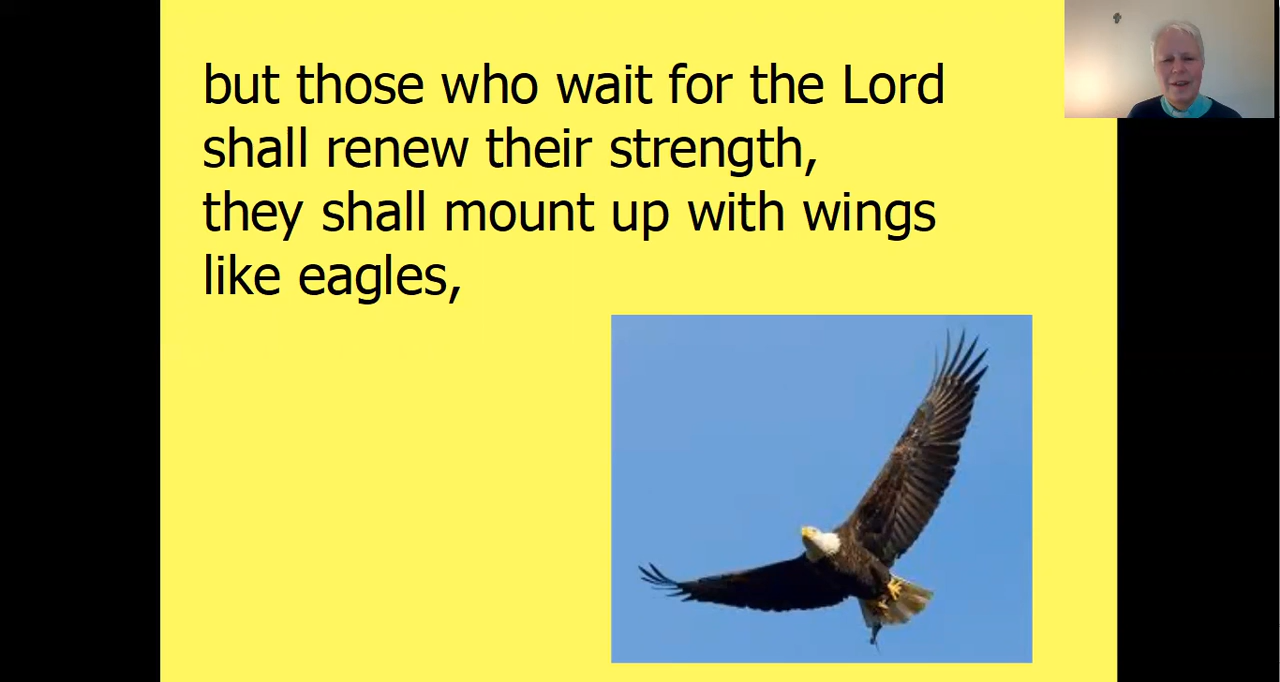 but those who wait for the Lord
shall renew their strength,
they shall mount up with wings
like eagles,